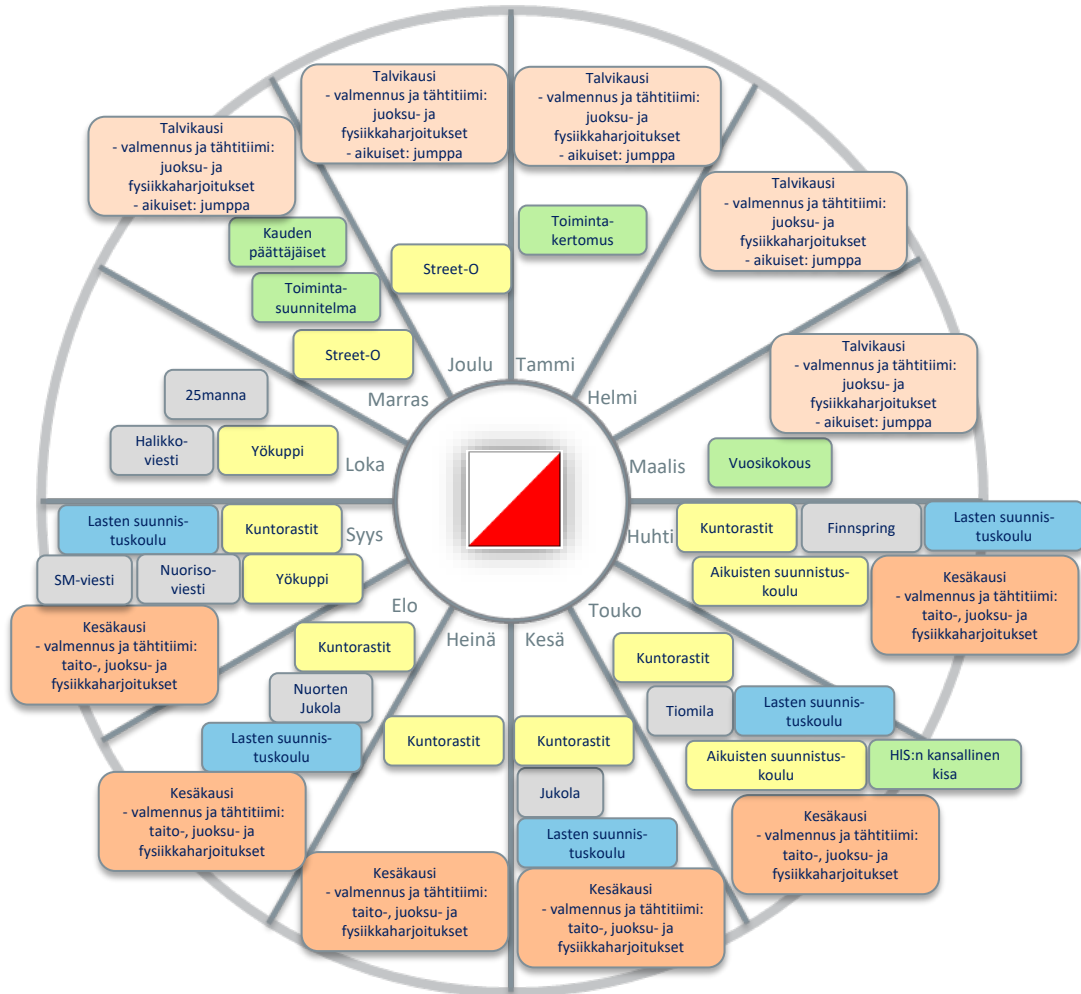 Tammi
Talvikausi
- valmennus ja tähtitiimi:
juoksu- ja
fysiikkaharjoitukset
- aikuiset: jumppa
Toiminta-
kertomus
Helmi
Talvikausi
- valmennus ja tähtitiimi:
juoksu- ja
fysiikkaharjoitukset
- aikuiset: jumppa
Maalis
Talvikausi
- valmennus ja tähtitiimi:
juoksu- ja
fysiikkaharjoitukset
- aikuiset: jumppa
Vuosikokous
Huhti
Kuntorastit
Finnspring
Lasten suunnis-
tuskoulu
Aikuisten suunnistus-
koulu
Kesäkausi
- valmennus ja tähtitiimi:
taito-, juoksu- ja
fysiikkaharjoitukset
Touko
Kuntorastit
Tiomila
Lasten suunnis-
tuskoulu
Aikuisten suunnistus-
koulu
HIS:n kansallinen
kisa
Kesäkausi
- valmennus ja tähtitiimi:
taito-, juoksu- ja
fysiikkaharjoitukset
Kesä
Kuntorastit
Jukola
Lasten suunnis-
tuskoulu
Kesäkausi
- valmennus ja tähtitiimi:
taito-, juoksu- ja
fysiikkaharjoitukset
Heinä
Kuntorastit
Kesäkausi
- valmennus ja tähtitiimi:
taito-, juoksu- ja
fysiikkaharjoitukset
Elo
Kuntorastit
Nuorten
Jukola
Lasten suunnis-
tuskoulu
Kesäkausi
- valmennus ja tähtitiimi:
taito-, juoksu- ja
fysiikkaharjoitukset
Syys
Lasten suunnis-
tuskoulu
Kuntorastit
SM-viesti
Nuoriso-
viesti
Yökuppi
Kesäkausi
- valmennus ja tähtitiimi:
taito-, juoksu- ja
fysiikkaharjoitukset
Loka
25manna
Halikko-
viesti
Yökuppi
Marras
Talvikausi
- valmennus ja tähtitiimi:
juoksu- ja
fysiikkaharjoitukset
- aikuiset: jumppa
Kauden
päättäjäiset
Toiminta-
suunnitelma
Street-O
Joulu
Talvikausi
- valmennus ja tähtitiimi:
juoksu- ja
fysiikkaharjoitukset
- aikuiset: jumppa
Street-O